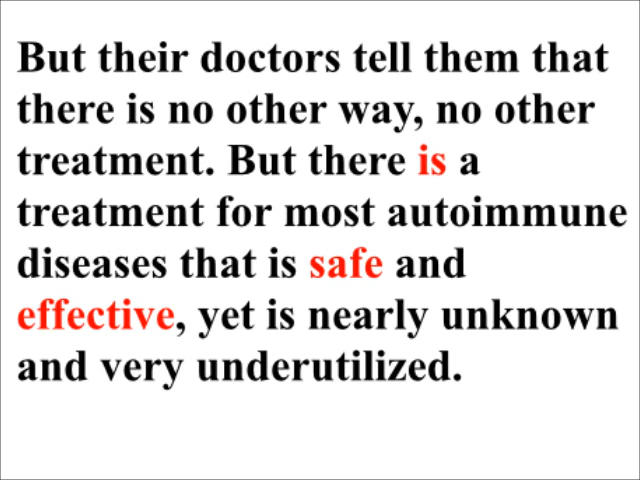 But their doctors tell them that
there is no other way, no other
treatment. But there is a
treatment for most autoimmune
diseases that is safe and
effective, yet is nearly unknown
and very underutilized.